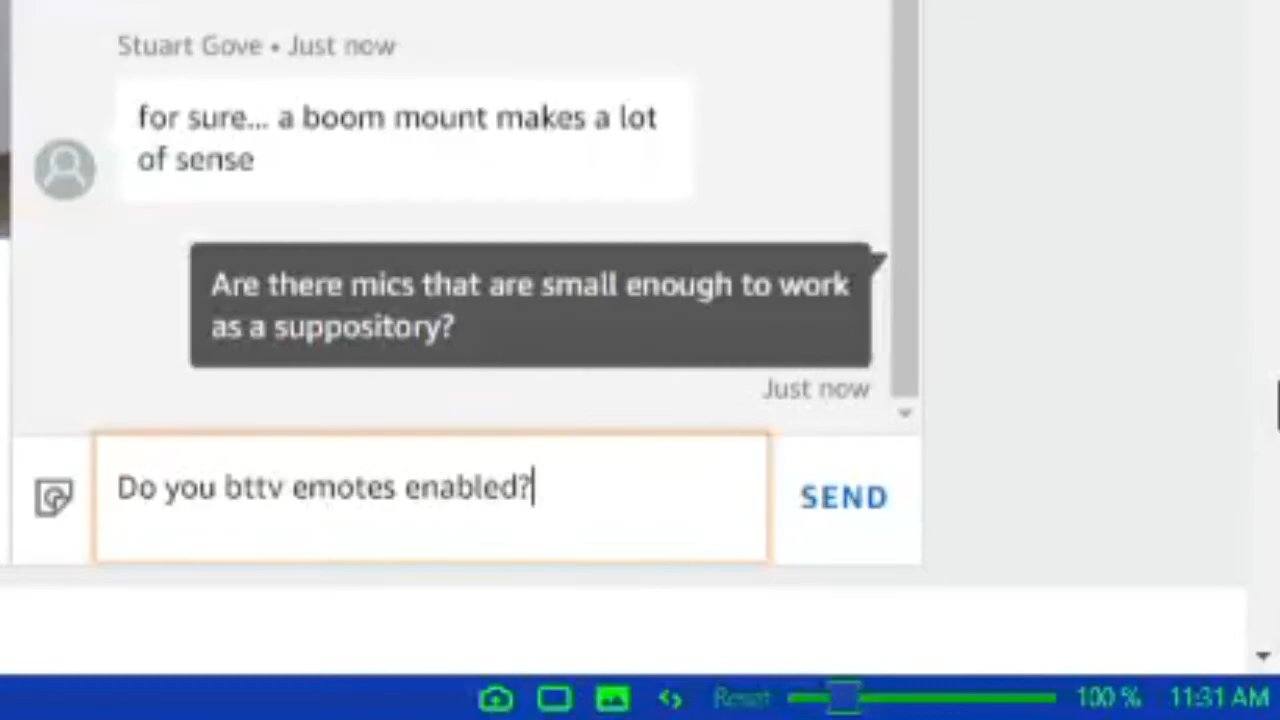 Stuart Gove • Just now
for sure... a boom mount makes a lot
of sense
Are there mics that are small enough to work
as a suppository?
Just now
Do you bttv emotes enabled?
SEND
Reset 100 % 11:31 AM